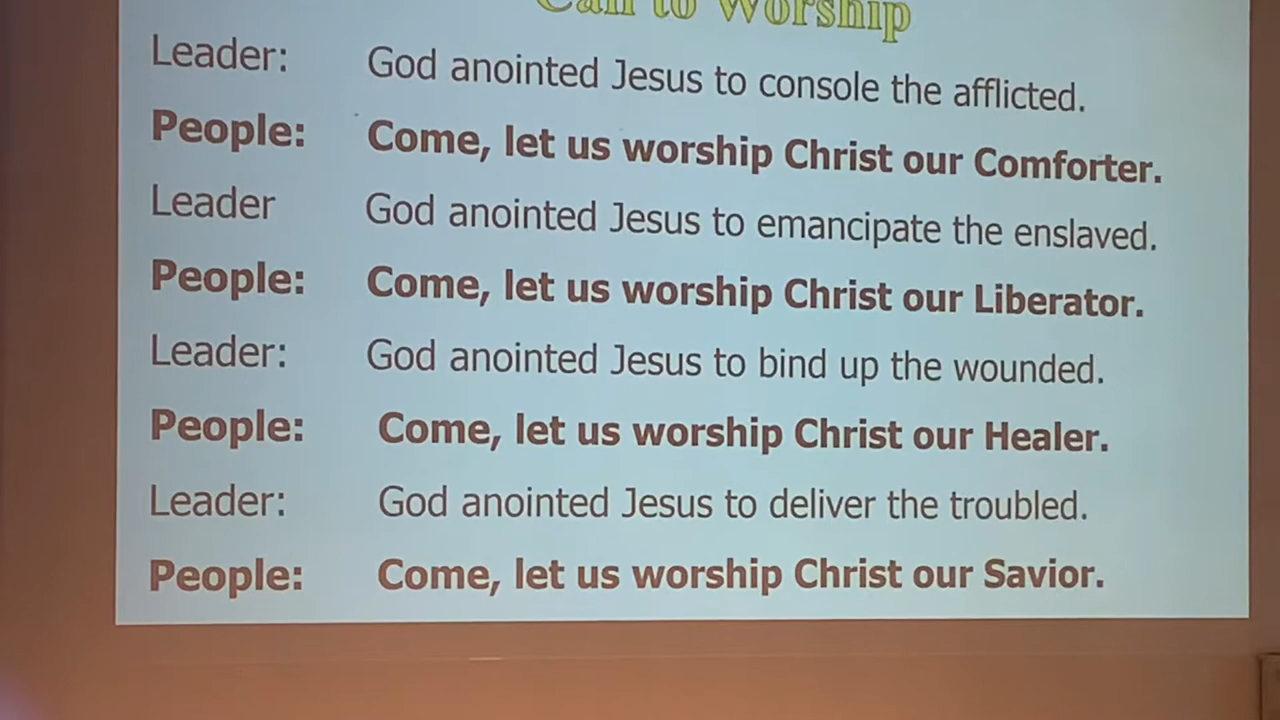 Call to Worship
Leader: God anointed Jesus to console the afflicted.
People: Come, let us worship Christ our Comforter.
Leader God anointed Jesus to emancipate the enslaved.
People: Come, let us worship Christ our Liberator.
Leader: God anointed Jesus to bind up the wounded.
People: Come, let us worship Christ our Healer.
Leader: God anointed Jesus to deliver the troubled.
People: Come, let us worship Christ our Savior.